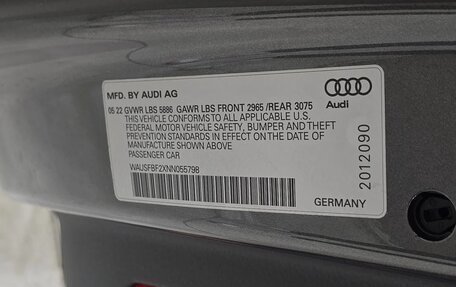 MFD. BY AUDI AG
05 22 GVWR LBS 5886 GAWR LBS FRONT 2965 /REAR 3075
THIS VEHICLE CONFORMS TO ALL APPLICABLE U.S.
FEDERAL MOTOR VEHICLE SAFETY, BUMPER AND THEFT
PREVENTION STANDARDS IN EFFECT ON THE DATE OF
MANUFACTURE SHOWN ABOVE
PASSENGER CAR
Audi
2012090
GERMANY